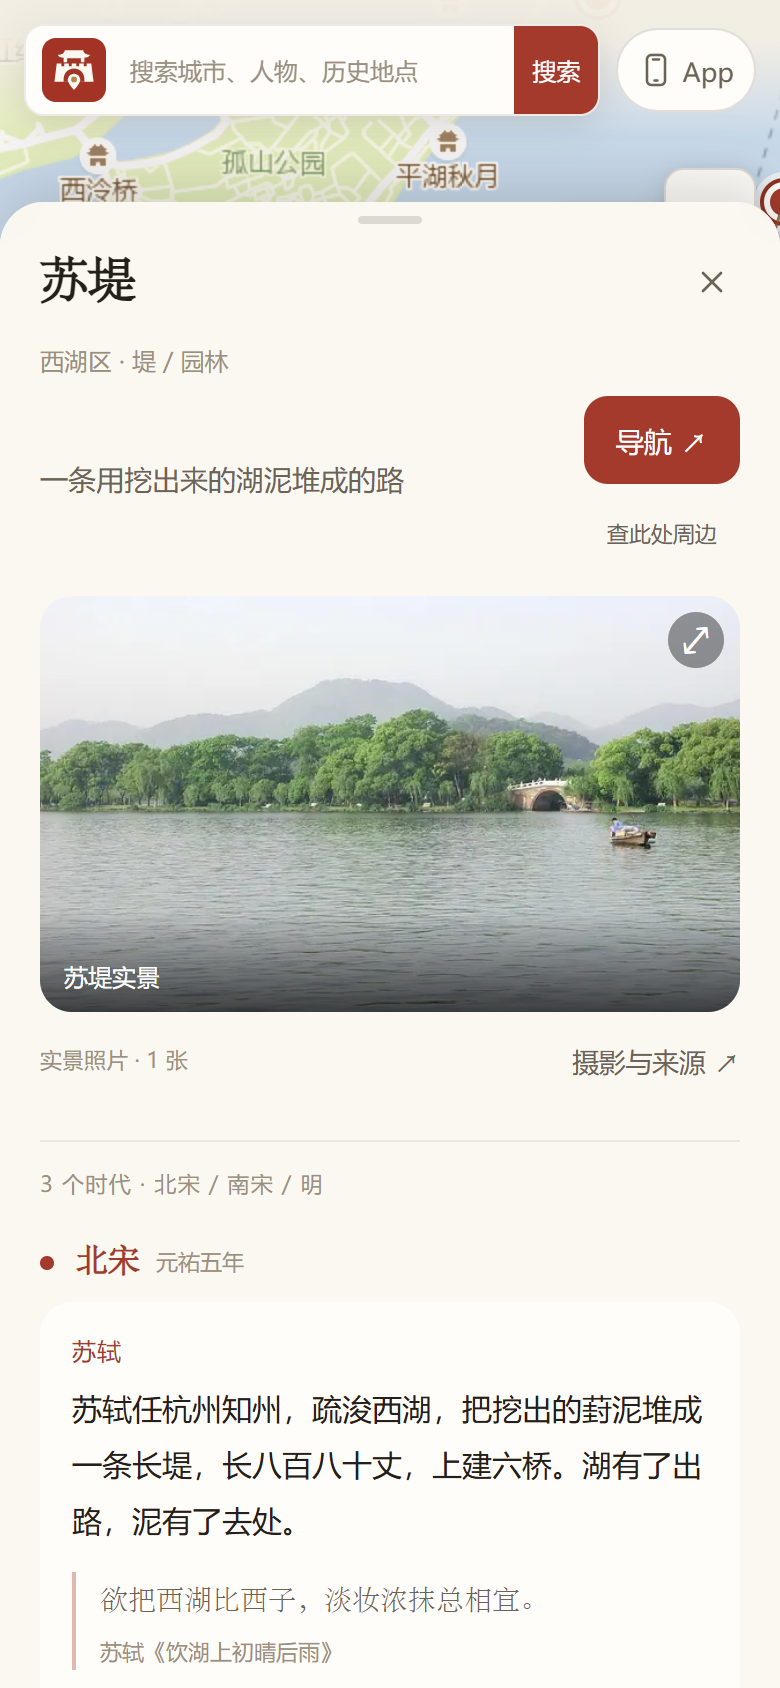 搜索城市、人物、历史地点
搜索
App
孤山公园
平湖秋月
西泠桥
苏堤
西湖区 · 堤 / 园林
导航 ↗
一条用挖出来的湖泥堆成的路
查此处周边
苏堤实景
实景照片 · 1 张
摄影与来源 ↗
3 个时代 · 北宋 / 南宋 / 明
北宋 元祐五年
苏轼
苏轼任杭州知州，疏浚西湖，把挖出的葑泥堆成
一条长堤，长八百八十丈，上建六桥。湖有了出
路，泥有了去处。
欲把西湖比西子，淡妆浓抹总相宜。
苏轼《饮湖上初晴后雨》